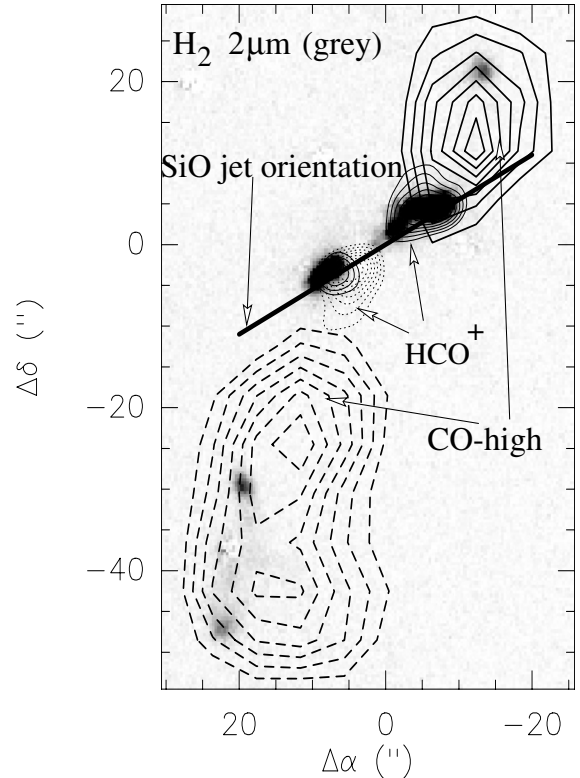 H₂ 2μm (grey)
20
SiO jet orientation
0
HCO⁺
Δδ (")
−20
CO-high
−40
20 0 −20
Δα (")